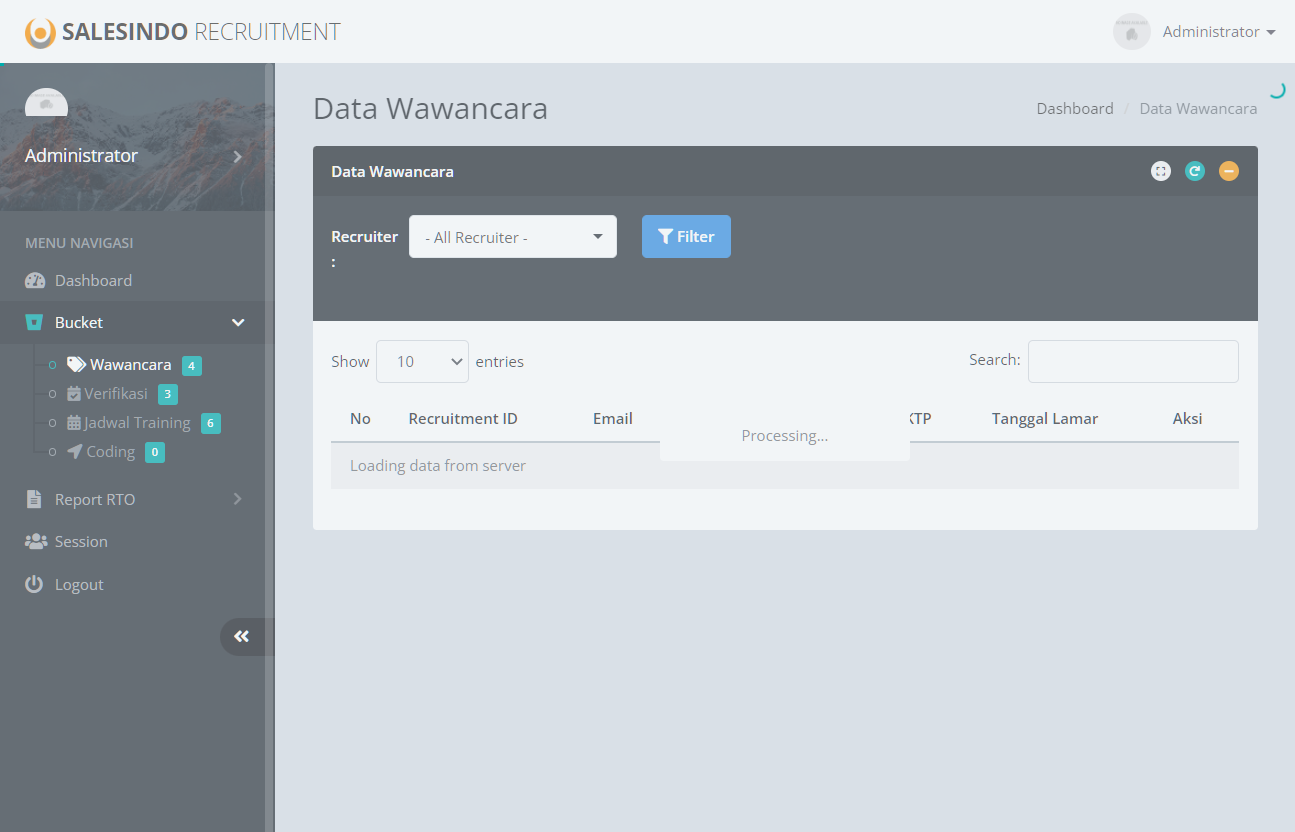 SALESINDO RECRUITMENT
Administrator
Administrator
Data Wawancara
Dashboard / Data Wawancara
MENU NAVIGASI
Dashboard
Bucket
Wawancara 4
Verifikasi 3
Jadwal Training 6
Coding 0
Report RTO
Session
Logout
Data Wawancara
Recruiter
:
- All Recruiter -
Filter
Show 10 entries
Search:
No Recruitment ID Email KTP Tanggal Lamar Aksi
Processing...
Loading data from server